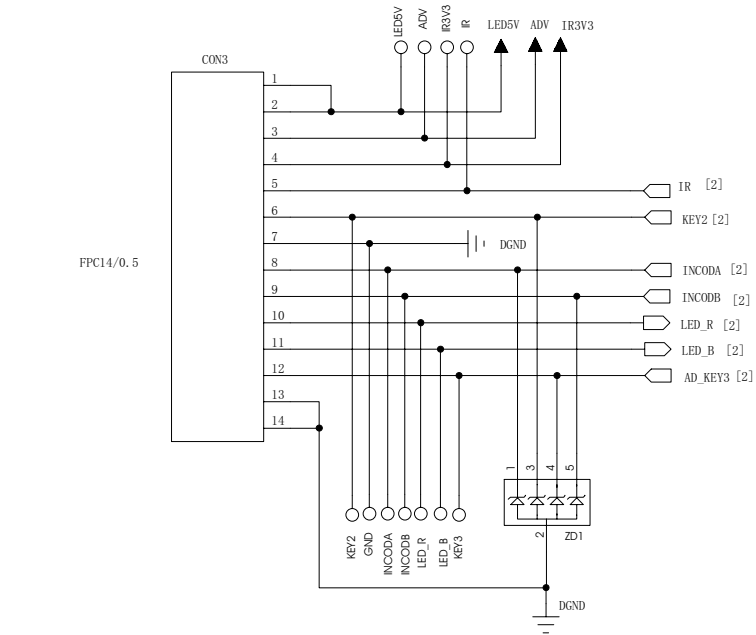 LED5V
ADV
IR3V3
IR
LED5V ADV IR3V3
CON3
1
2
3
4
5
IR [2]
6
KEY2 [2]
7
DGND
FPC14/0.5
8
INCODA [2]
9
INCODB [2]
10
LED_R [2]
11
LED_B [2]
12
AD_KEY3 [2]
13
14
1
3
4
5
2
ZD1
KEY2
GND
INCODA
INCODB
LED_R
LED_B
KEY3
DGND